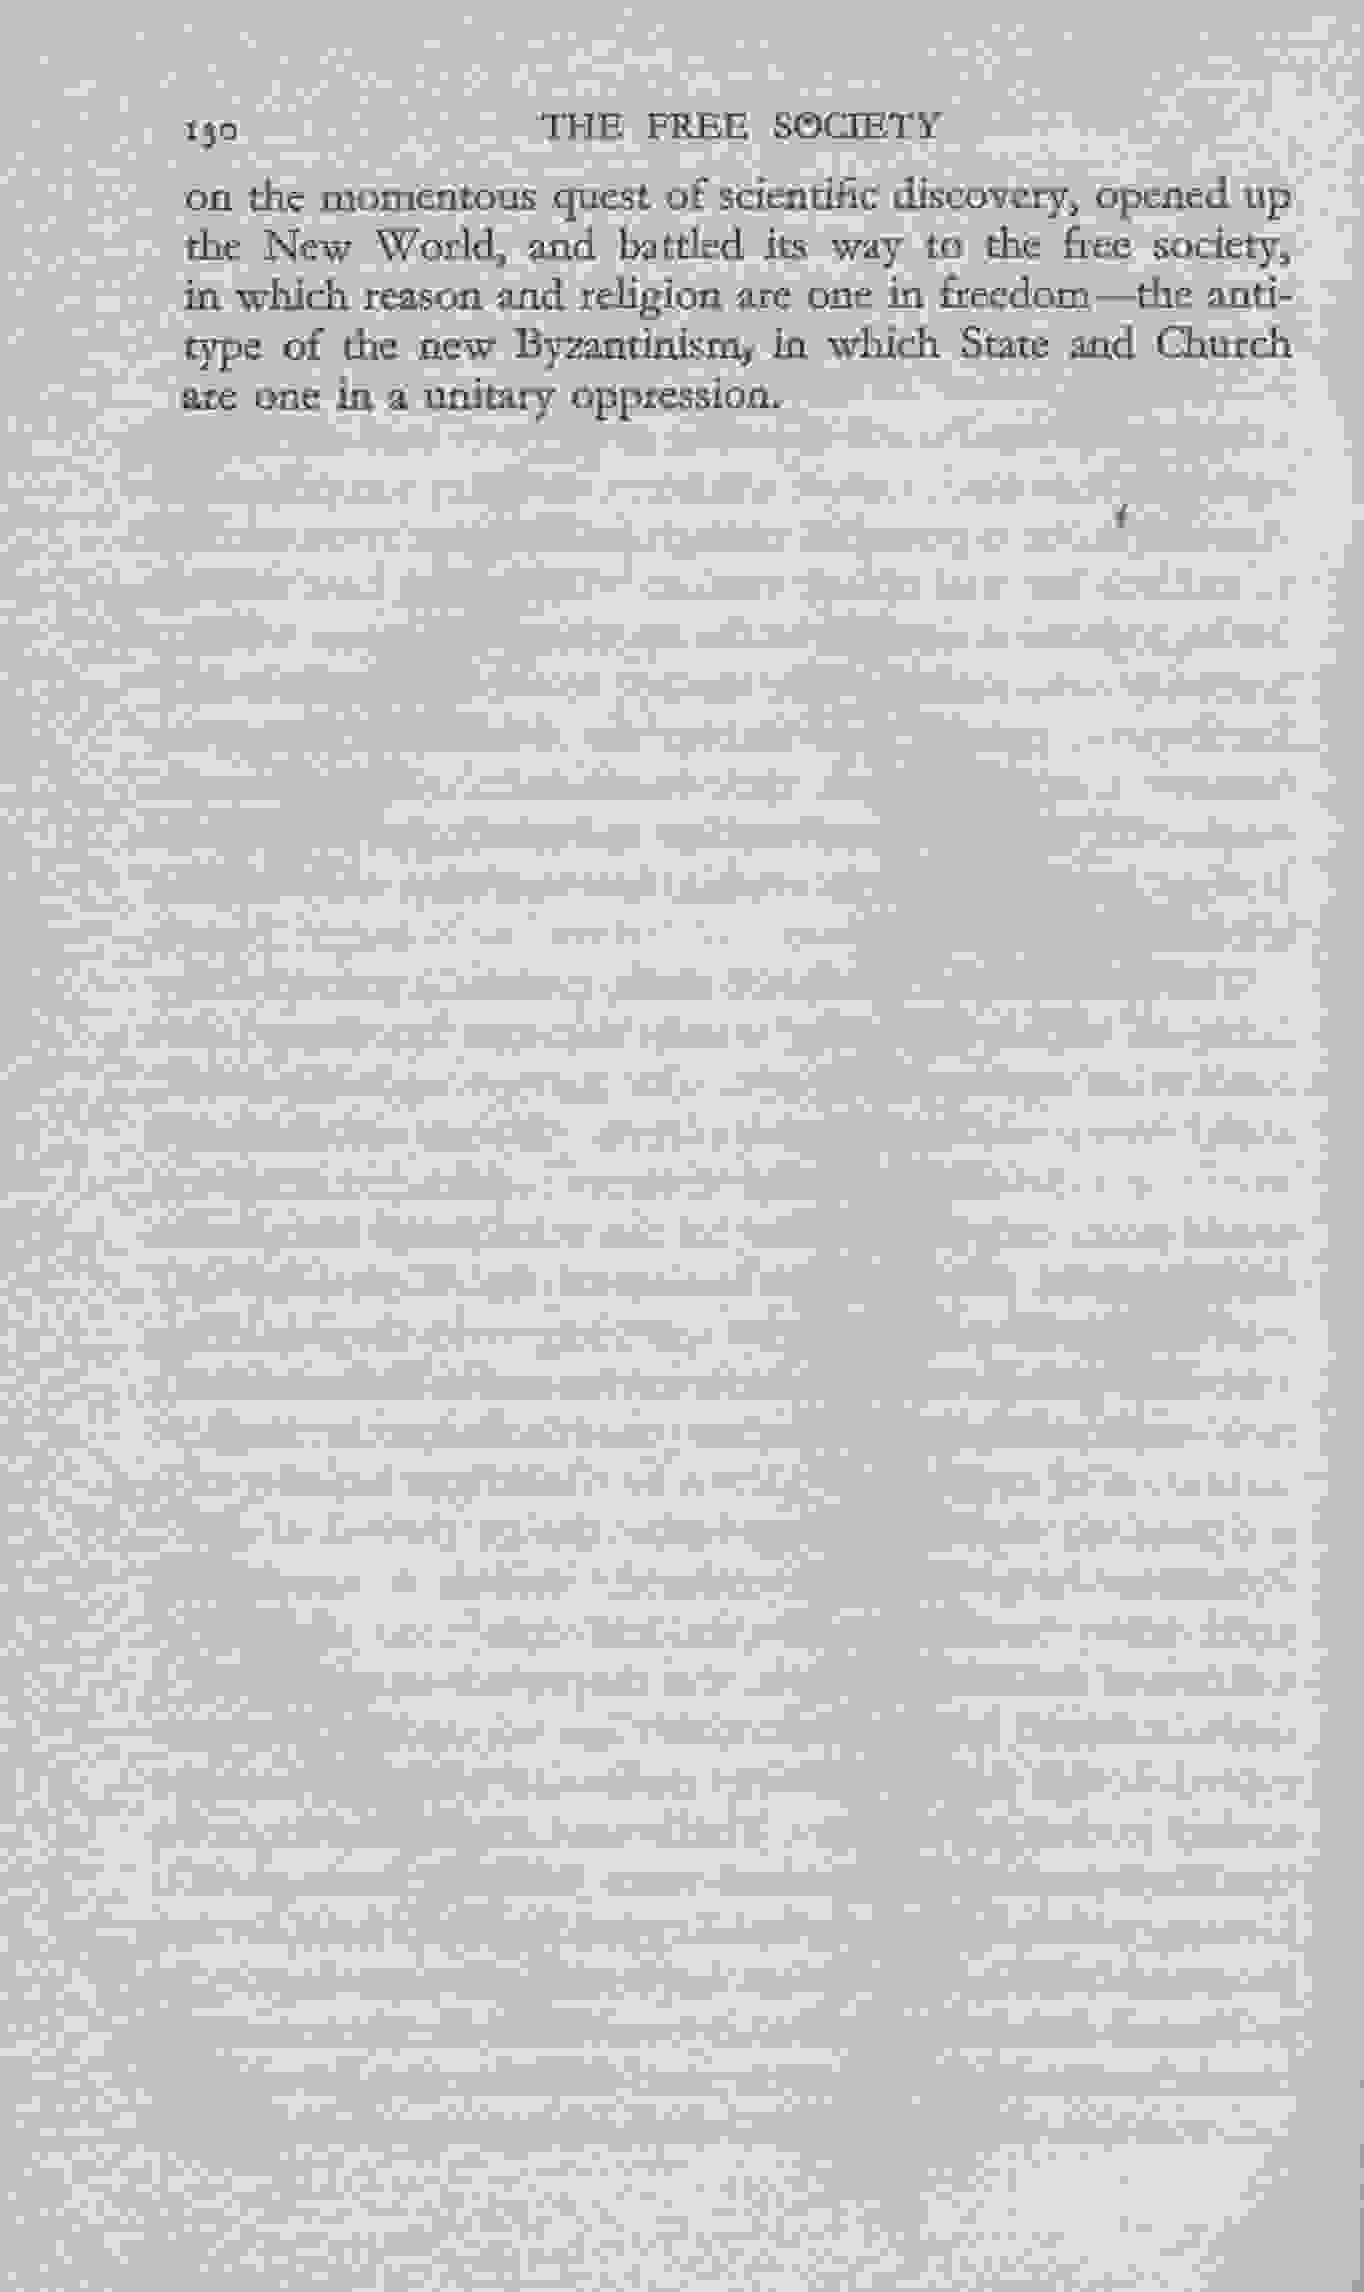 130 THE FREE SOCIETY
on the momentous quest of scientific discovery, opened up
the New World, and battled its way to the free society,
in which reason and religion are one in freedom—the anti-
type of the new Byzantinism, in which State and Church
are one in a unitary oppression.